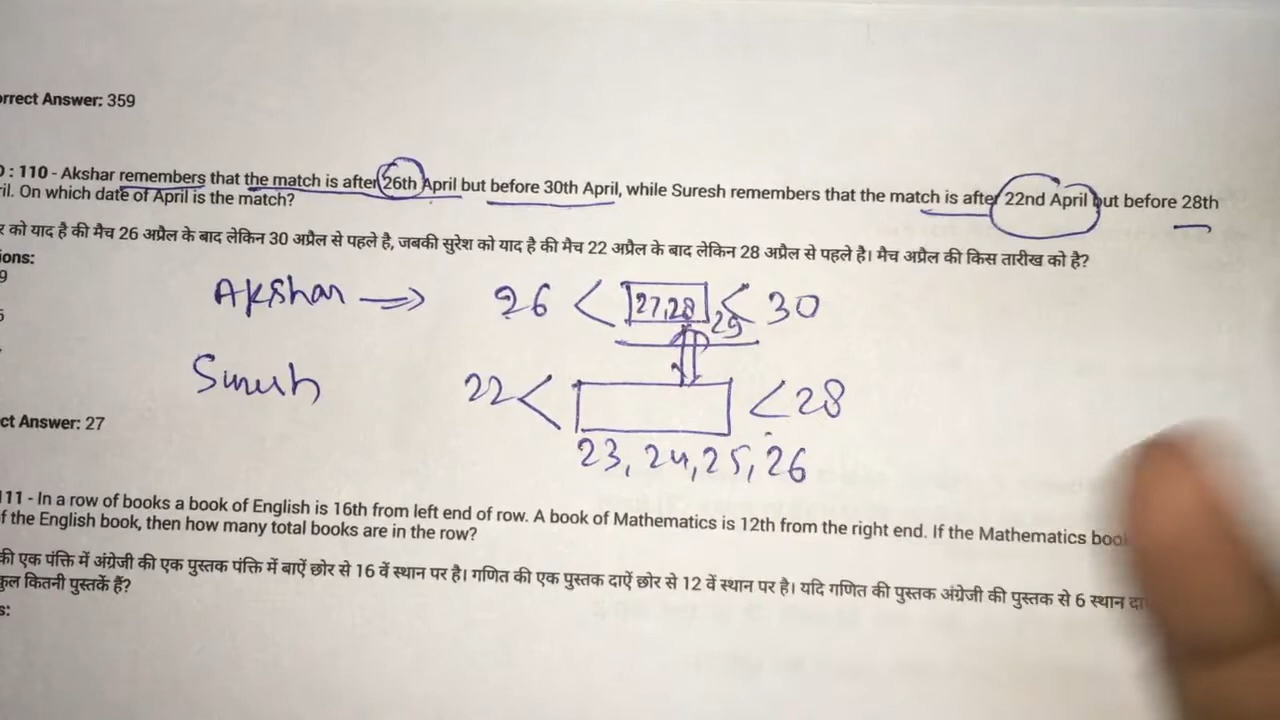 orrect Answer: 359
: 110 - Akshar remembers that the match is after 26th April but before 30th April, while Suresh remembers that the match is after 22nd April but before 28th
ril. On which date of April is the match?
र को याद है की मैच 26 अप्रैल के बाद लेकिन 30 अप्रैल से पहले है, जबकी सुरेश को याद है की मैच 22 अप्रैल के बाद लेकिन 28 अप्रैल से पहले है। मैच अप्रैल की किस तारीख को है?
ions:
9
Akshar → 26 < 27,28 29 < 30
5
Suresh 22 < < 28
ct Answer: 27
23, 24, 25, 26
111 - In a row of books a book of English is 16th from left end of row. A book of Mathematics is 12th from the right end. If the Mathematics boo
f the English book, then how many total books are in the row?
की एक पंक्ति में अंग्रेजी की एक पुस्तक पंक्ति में बाऐं छोर से 16 वें स्थान पर है। गणित की एक पुस्तक दाऐं छोर से 12 वें स्थान पर है। यदि गणित की पुस्तक अंग्रेजी की पुस्तक से 6 स्थान दा
कुल कितनी पुस्तकें हैं?
s: